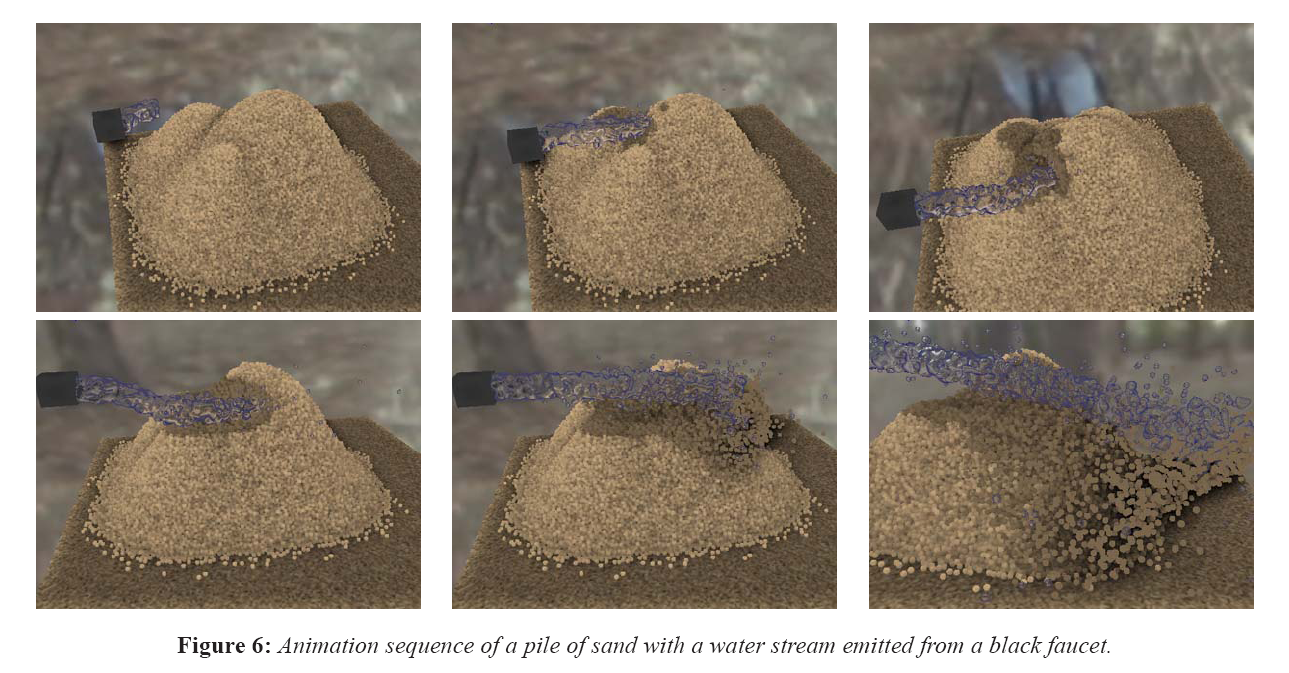 Figure 6: Animation sequence of a pile of sand with a water stream emitted from a black faucet.